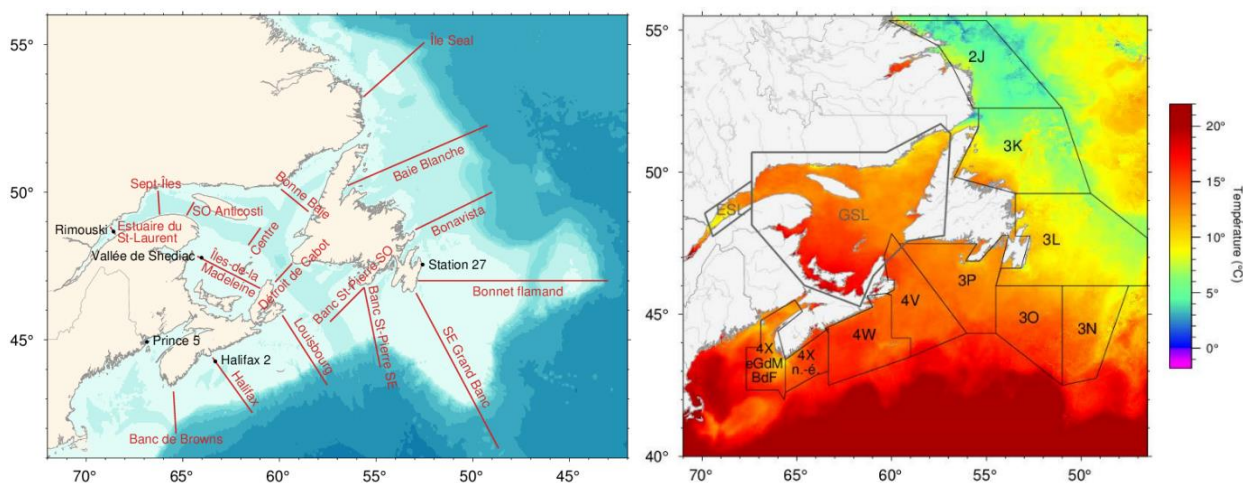 55°
50°
45°
70°
65°
60°
55°
50°
45°
Île Seal
Baie Blanche
Bonavista
Bonne Baie
Sept-Îles
SO Anticosti
Rimouski
Estuaire du
St-Laurent
Centre
Vallée de Shediac
Îles-de-la
Madeleine
Détroit de Cabot
Banc St-Pierre SO
Station 27
Bonnet flamand
Banc St-Pierre SE
Louisbourg
SE Grand Banc
Prince 5
Halifax 2
Halifax
Banc de Browns
55°
50°
45°
40°
70°
65°
60°
55°
50°
2J
3K
ESL
GSL
3L
3P
4V
3O
3N
4W
4X
eGdM
BdF
4X
n.-é.
20°
15°
10°
5°
0°
Température (°C)